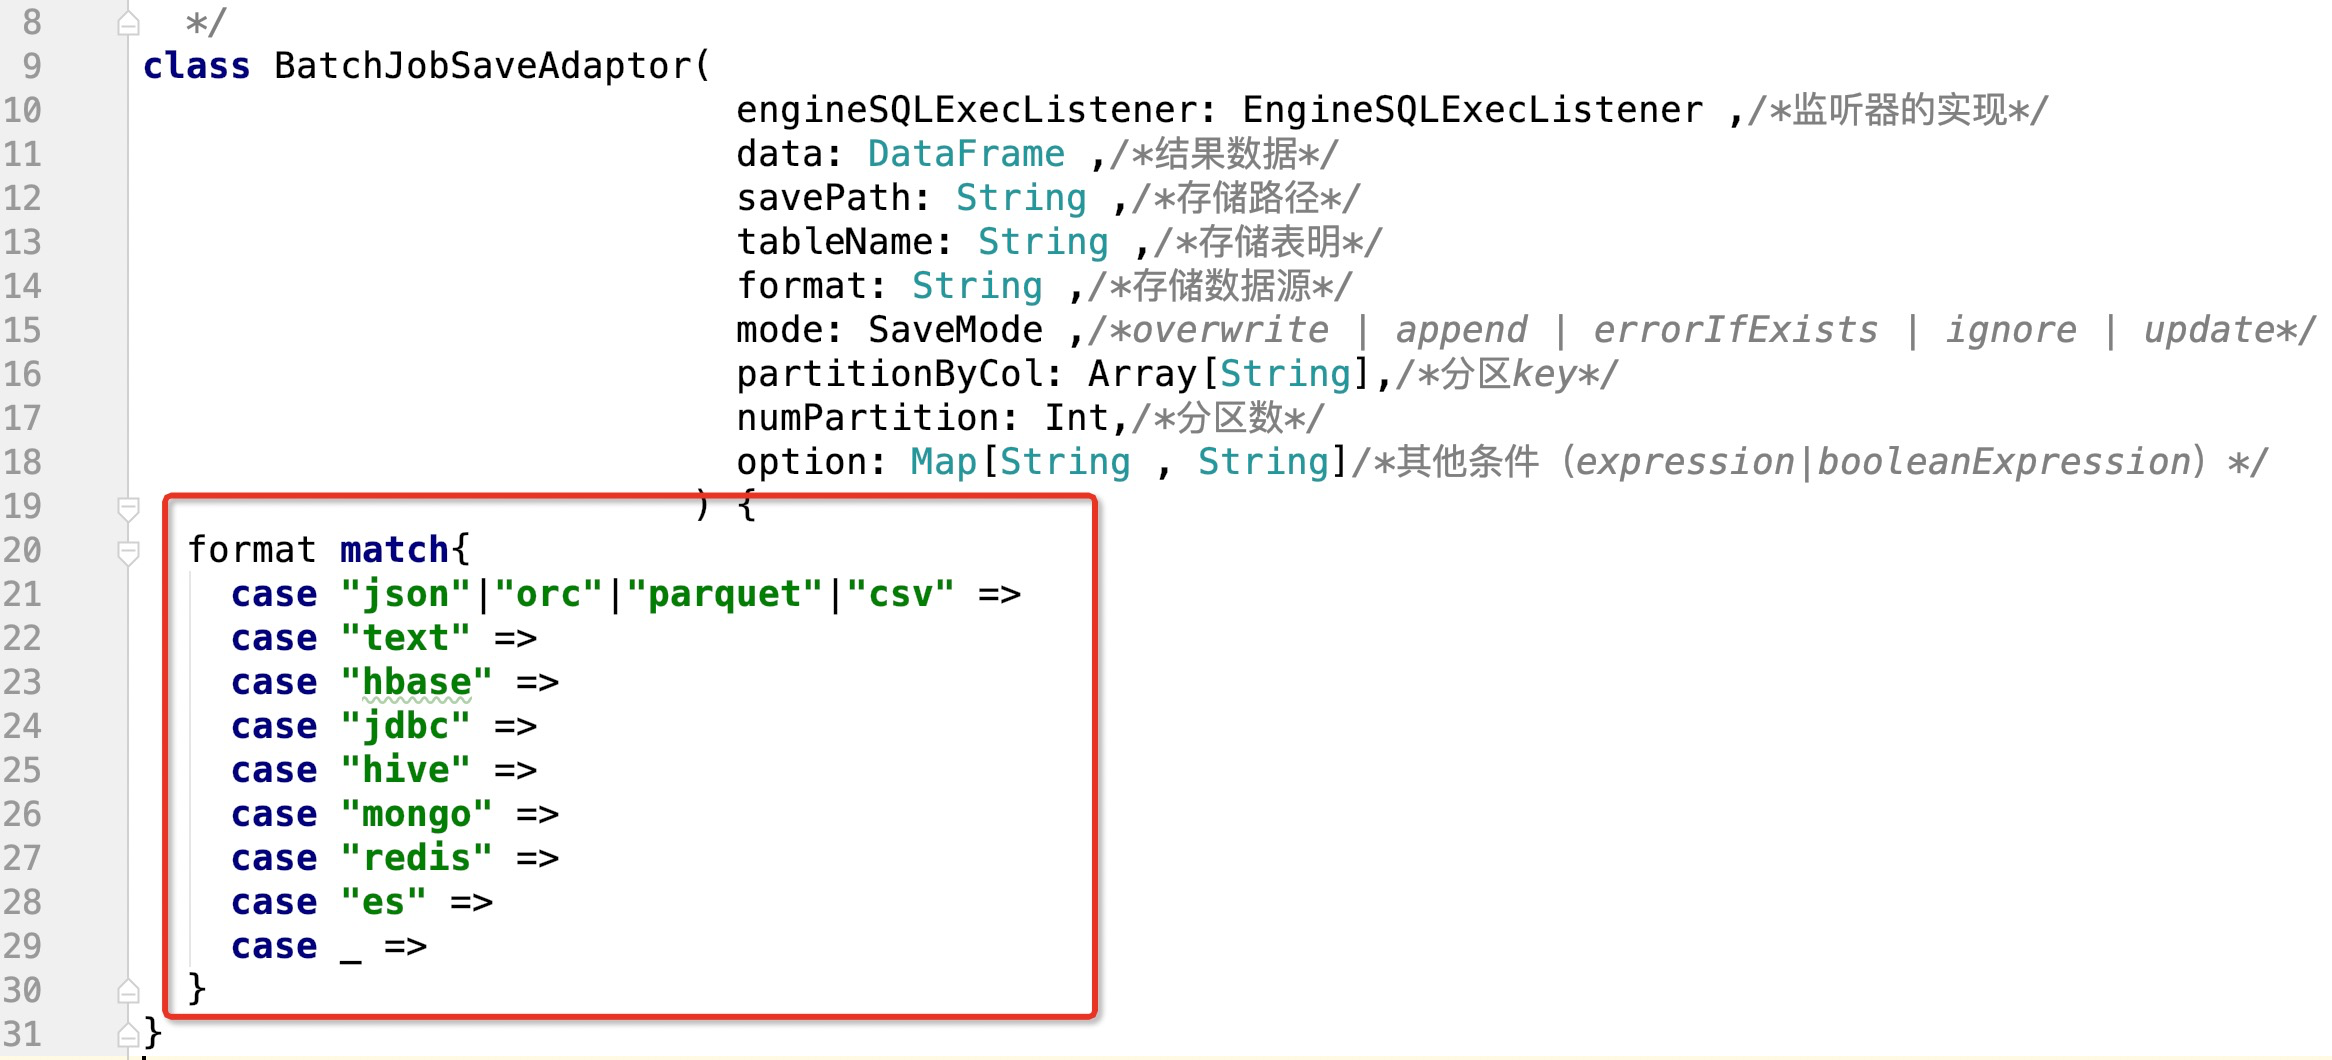 8 */
9 class BatchJobSaveAdaptor(
10 engineSQLExecListener: EngineSQLExecListener ,/*监听器的实现*/
11 data: DataFrame ,/*结果数据*/
12 savePath: String ,/*存储路径*/
13 tableName: String ,/*存储表明*/
14 format: String ,/*存储数据源*/
15 mode: SaveMode ,/*overwrite | append | errorIfExists | ignore | update*/
16 partitionByCol: Array[String],/*分区key*/
17 numPartition: Int,/*分区数*/
18 option: Map[String , String]/*其他条件（expression|booleanExpression）*/
19 ) {
20 format match{
21 case "json"|"orc"|"parquet"|"csv" =>
22 case "text" =>
23 case "hbase" =>
24 case "jdbc" =>
25 case "hive" =>
26 case "mongo" =>
27 case "redis" =>
28 case "es" =>
29 case _ =>
30 }
31 }